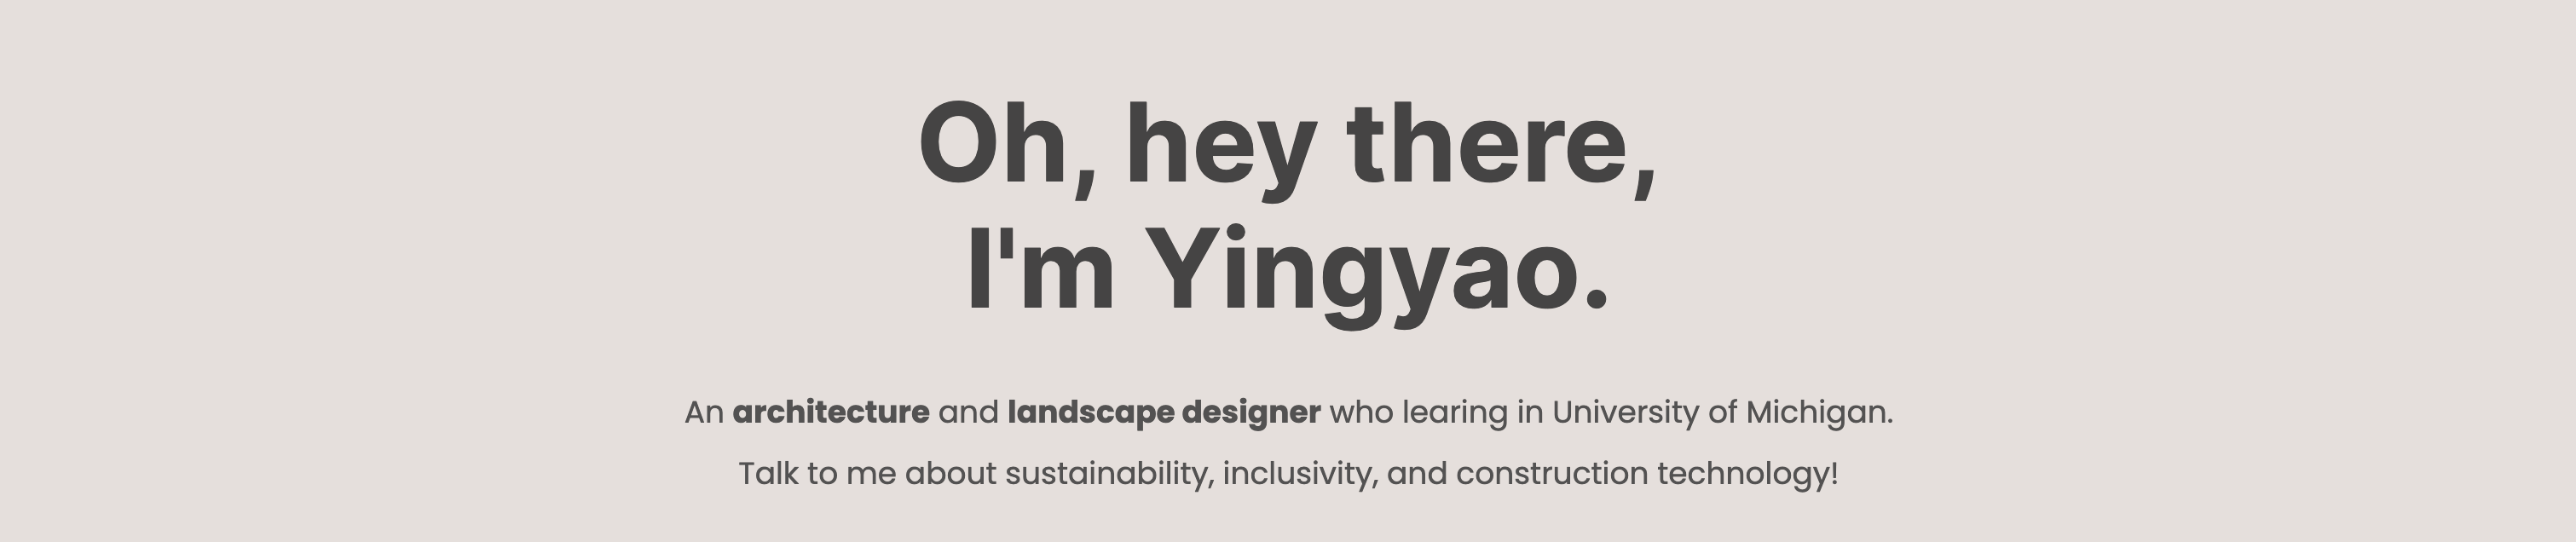 Oh, hey there,
I'm Yingyao.
An architecture and landscape designer who learing in University of Michigan.
Talk to me about sustainability, inclusivity, and construction technology!